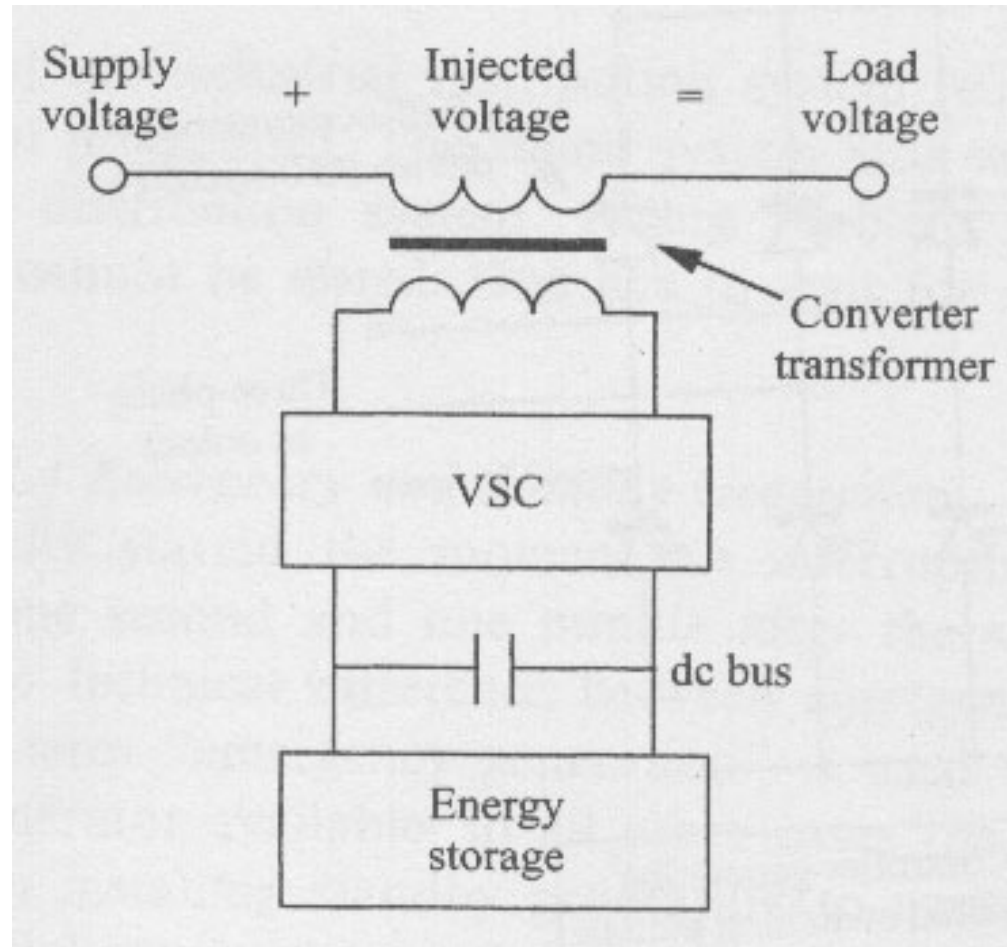 Supply
voltage
+
Injected
voltage
=
Load
voltage
Converter
transformer
VSC
dc bus
Energy
storage